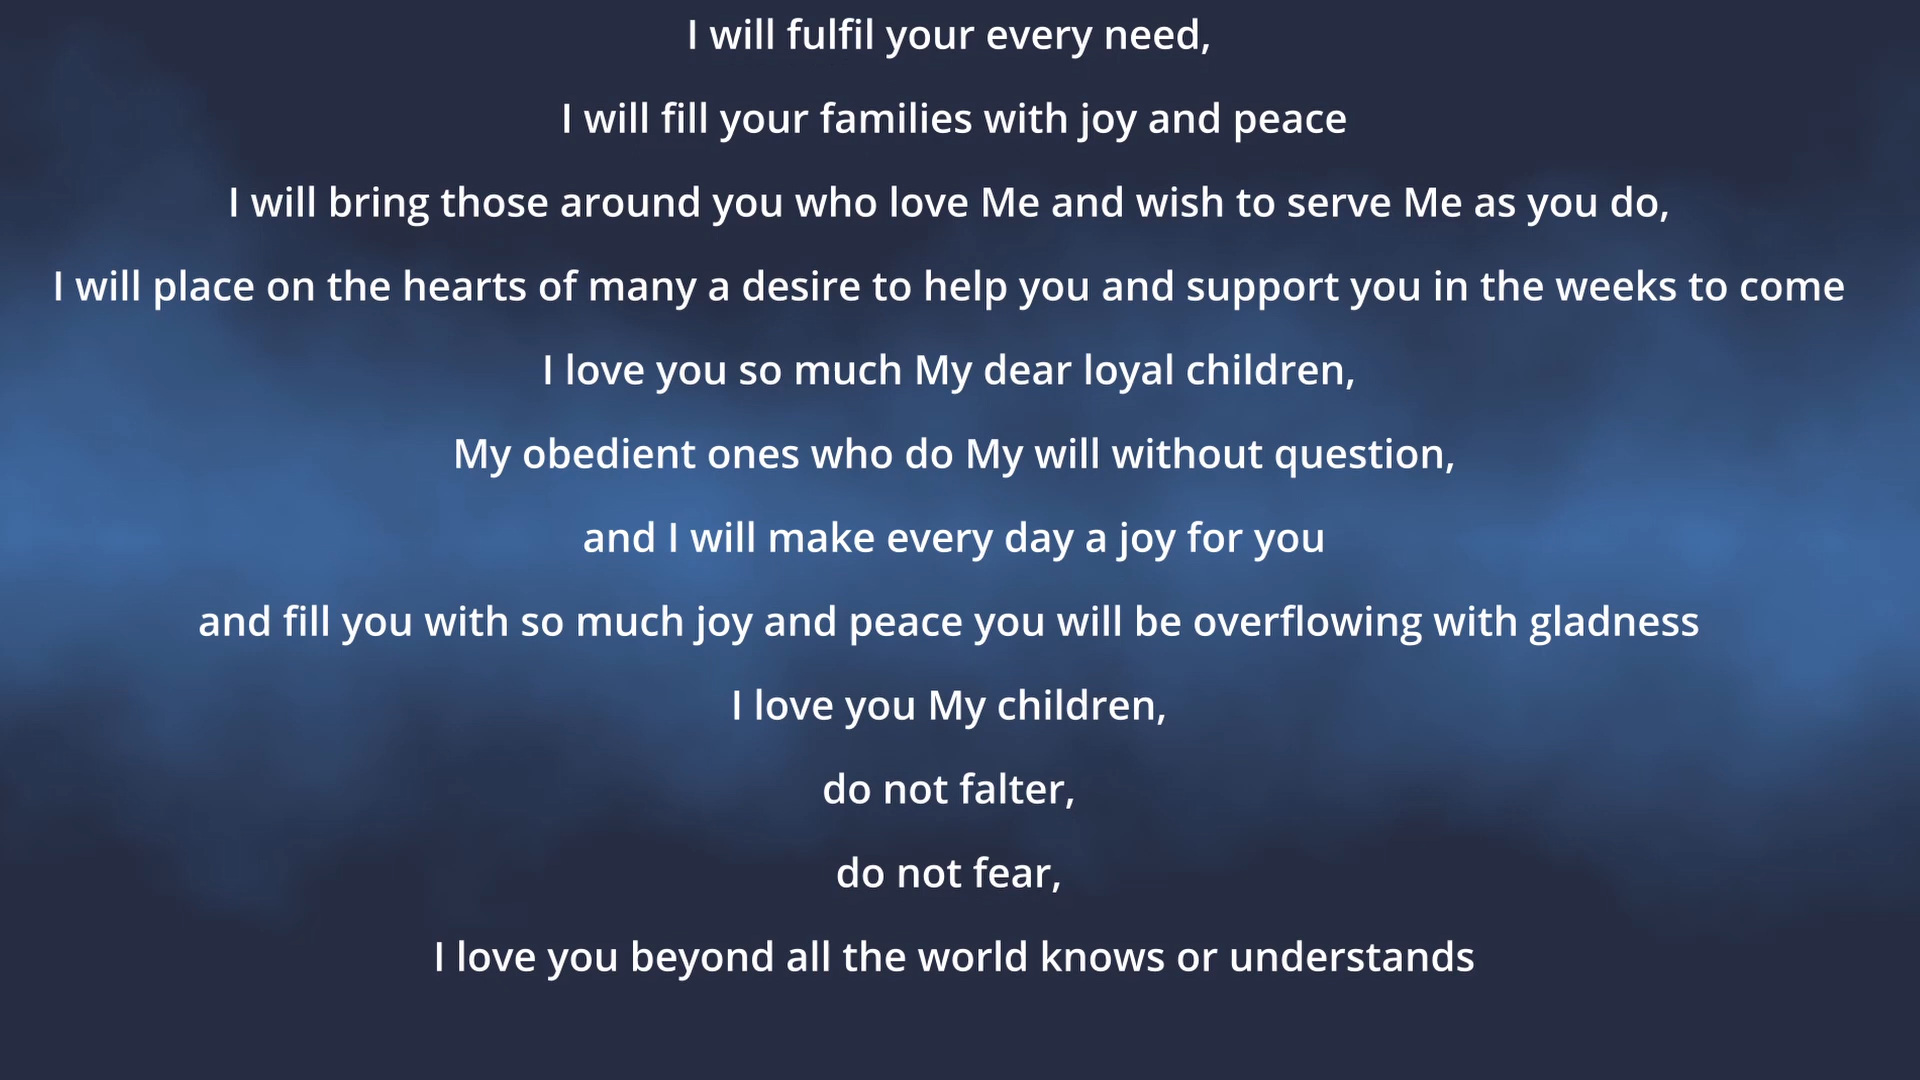 I will fulfil your every need,
I will fill your families with joy and peace
I will bring those around you who love Me and wish to serve Me as you do,
I will place on the hearts of many a desire to help you and support you in the weeks to come
I love you so much My dear loyal children,
My obedient ones who do My will without question,
and I will make every day a joy for you
and fill you with so much joy and peace you will be overflowing with gladness
I love you My children,
do not falter,
do not fear,
I love you beyond all the world knows or understands